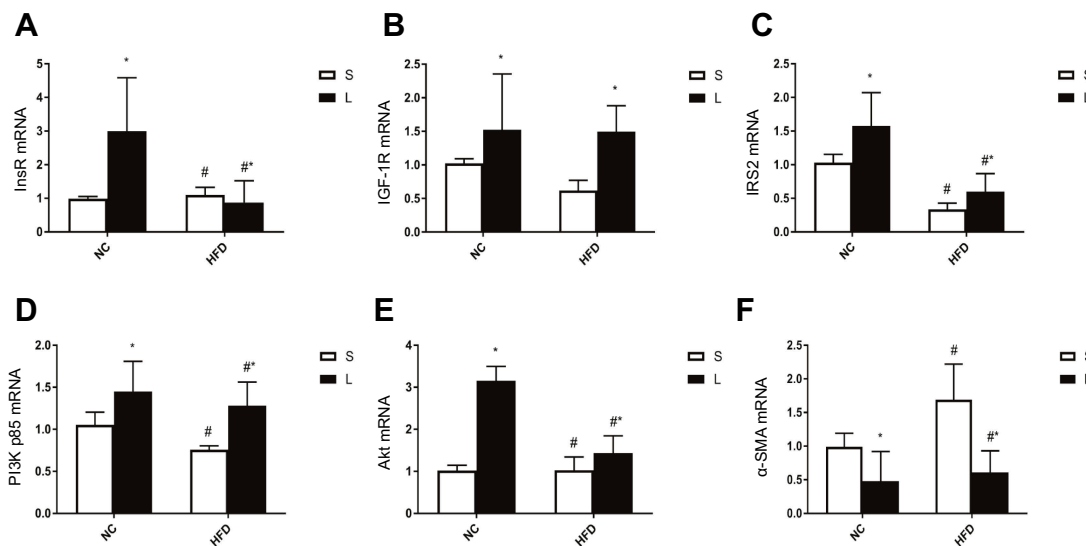 A
InsR mRNA
5
4
3
2
1
0
*
#
#*
NC
HFD
S
L
B
IGF-1R mRNA
2.5
2.0
1.5
1.0
0.5
0.0
*
*
NC
HFD
S
L
C
IRS2 mRNA
2.5
2.0
1.5
1.0
0.5
0.0
*
#
#*
NC
HFD
D
PI3K p85 mRNA
2.0
1.5
1.0
0.5
0.0
*
#
#*
NC
HFD
S
L
E
Akt mRNA
4
3
2
1
0
*
#
#*
NC
HFD
S
L
F
α-SMA mRNA
2.5
2.0
1.5
1.0
0.5
0.0
*
#
#*
NC
HFD